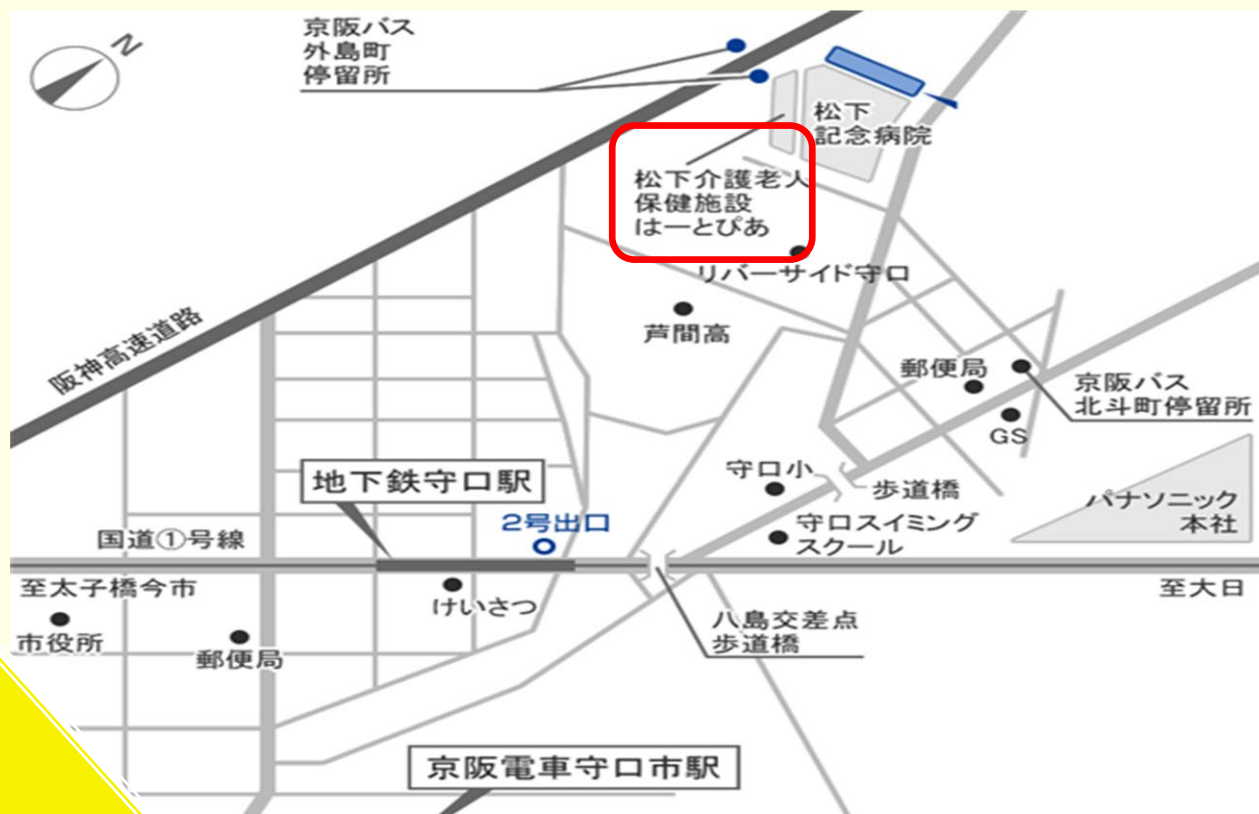 京阪バス
外島町
停留所
N
松下
記念病院
松下介護老人
保健施設
はーとぴあ
リバーサイド守口
芦間高
阪神高速道路
郵便局
京阪バス
北斗町停留所
GS
地下鉄守口駅
守口小
歩道橋
パナソニック
本社
2号出口
守口スイミング
スクール
国道①号線
至太子橋今市
けいさつ
至大日
市役所
郵便局
八島交差点
歩道橋
京阪電車守口市駅